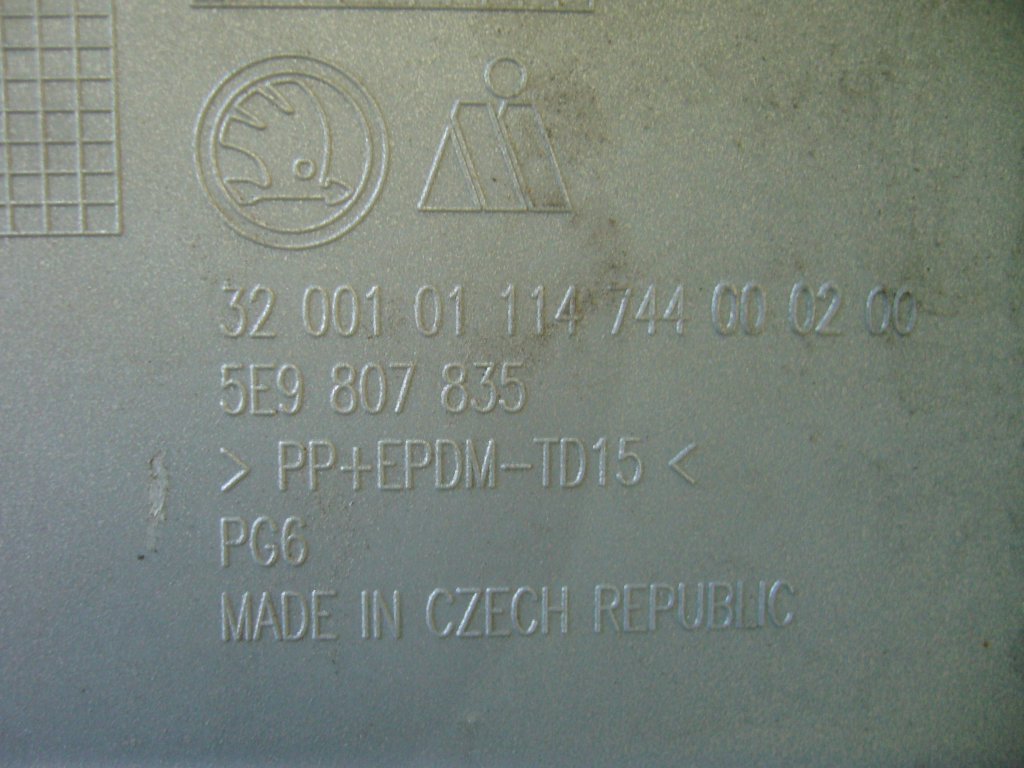 32 001 01 114 744 00 02 00
5E9 807 835
> PP+EPDM-TD15 <
PG6
MADE IN CZECH REPUBLIC